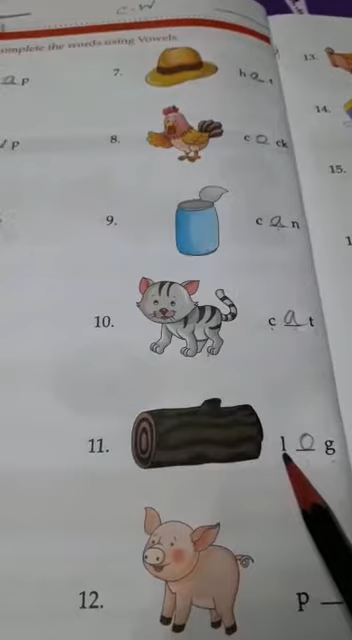 C.W
omplete the words using Vowels.
a p
7. h a t
13.
p
8. c o ck
14.
15.
9. c a n
10. c a t
11. l o g
12. p _